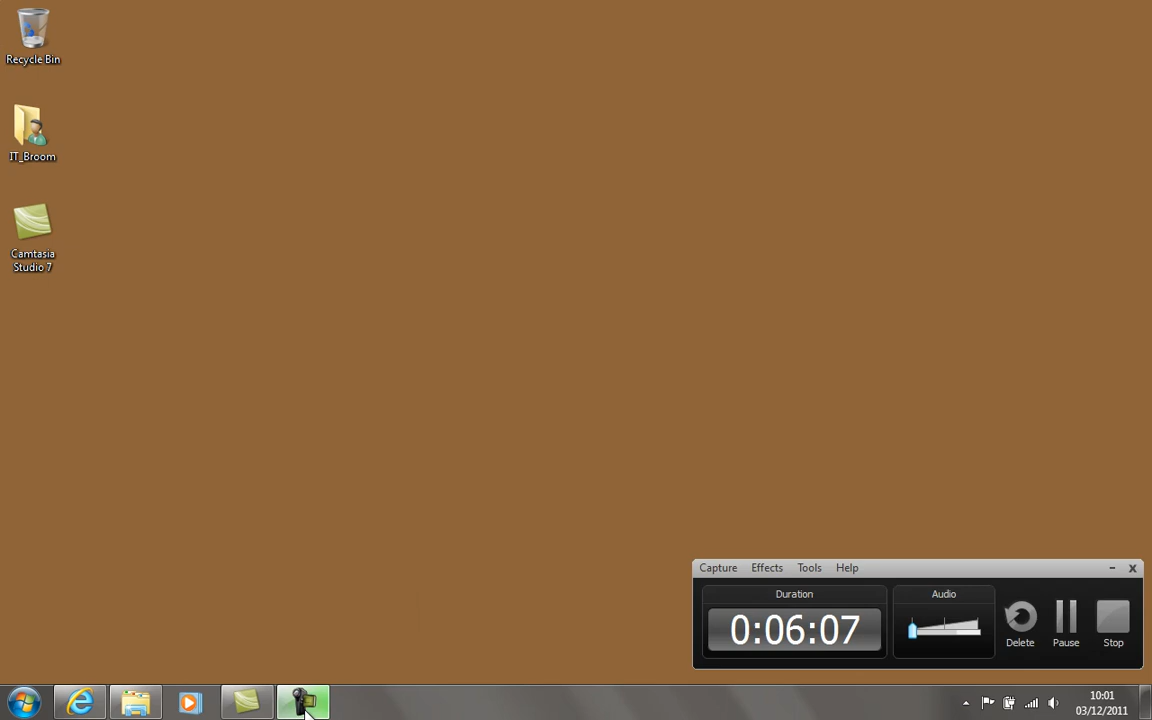 Recycle Bin
IT_Broom
Camtasia
Studio 7
Capture Effects Tools Help
Duration
Audio
0:06:07
Delete
Pause
Stop
10:01
03/12/2011